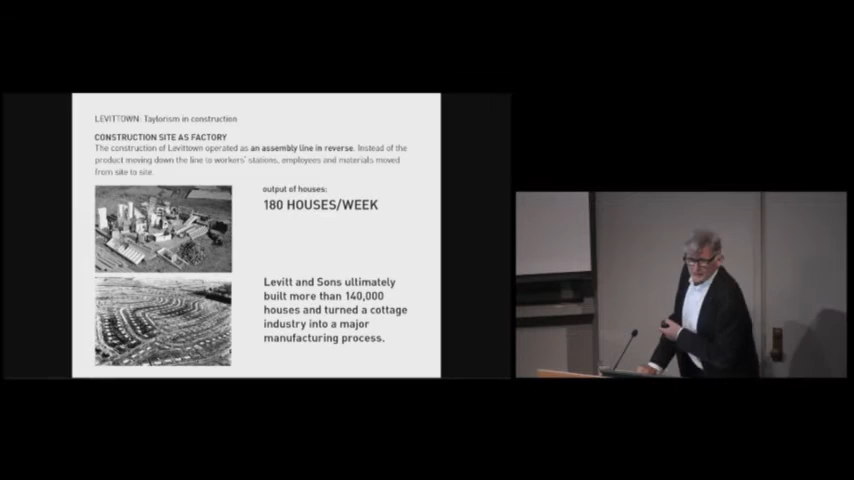 LEVITTOWN: Taylorism in construction
CONSTRUCTION SITE AS FACTORY
The construction of Levittown operated as an assembly line in reverse. Instead of the
product moving down the line to workers' stations, employees and materials moved
from site to site.
output of houses:
180 HOUSES/WEEK
Levitt and Sons ultimately
built more than 140,000
houses and turned a cottage
industry into a major
manufacturing process.